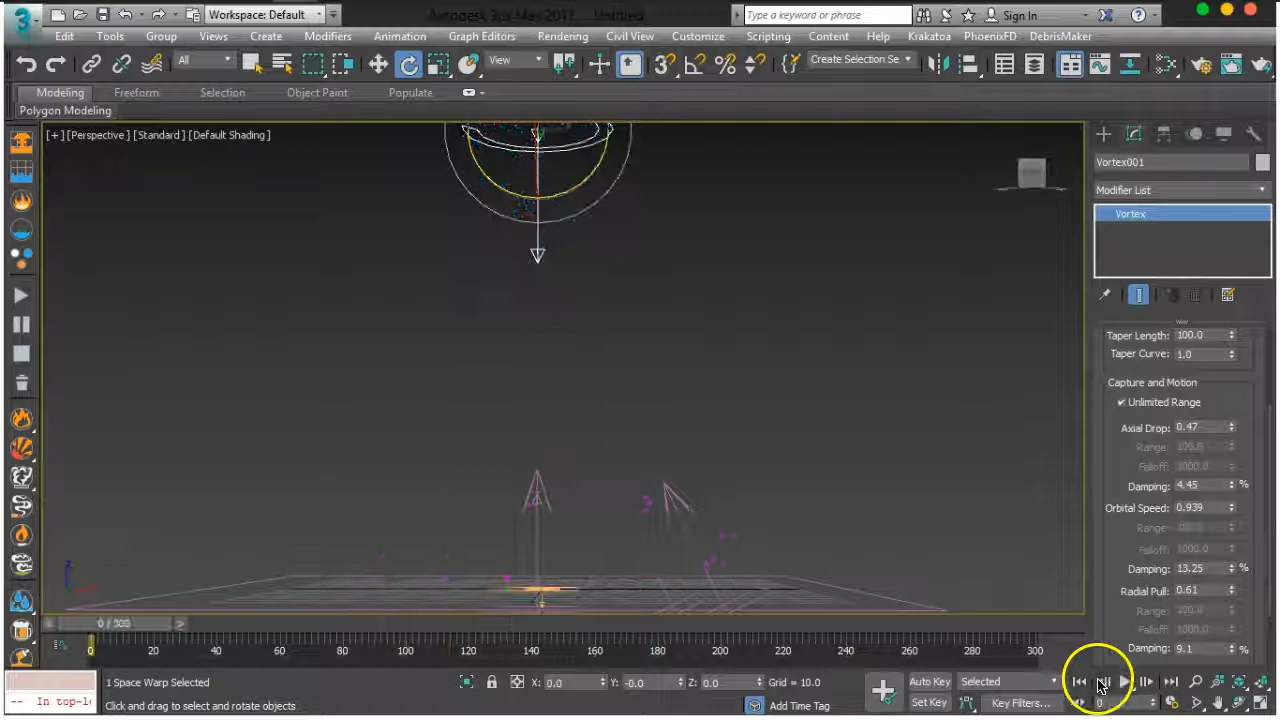 3 Workspace: Default Autodesk 3ds Max 2017 Untitled Type a keyword or phrase Sign In
Edit Tools Group Views Create Modifiers Animation Graph Editors Rendering Civil View Customize Scripting Content Help Krakatoa PhoenixFD DebrisMaker
All View Create Selection Se
Modeling Freeform Selection Object Paint Populate
Polygon Modeling
[+] [Perspective ] [Standard ] [Default Shading ]
Vortex001
Modifier List
Vortex
Taper Length: 100.0
Taper Curve: 1.0
Capture and Motion
Unlimited Range
Axial Drop: 0.47
Range: 100.0
Falloff: 1000.0
Damping: 4.45 %
Orbital Speed: 0.939
Range:
Falloff: 1000.0
Damping: 13.25 %
Radial Pull: 0.61
Range: 100.0
Falloff: 1000.0
Damping: 9.1 %
0 / 300
0 20 40 60 80 100 120 140 160 180 200 220 240 260 280 300
1 Space Warp Selected X: 0.0 Y: -0.0 Z: 0.0 Grid = 10.0 Auto Key Selected
-- In top-l
Click and drag to select and rotate objects Add Time Tag Set Key Key Filters... 0